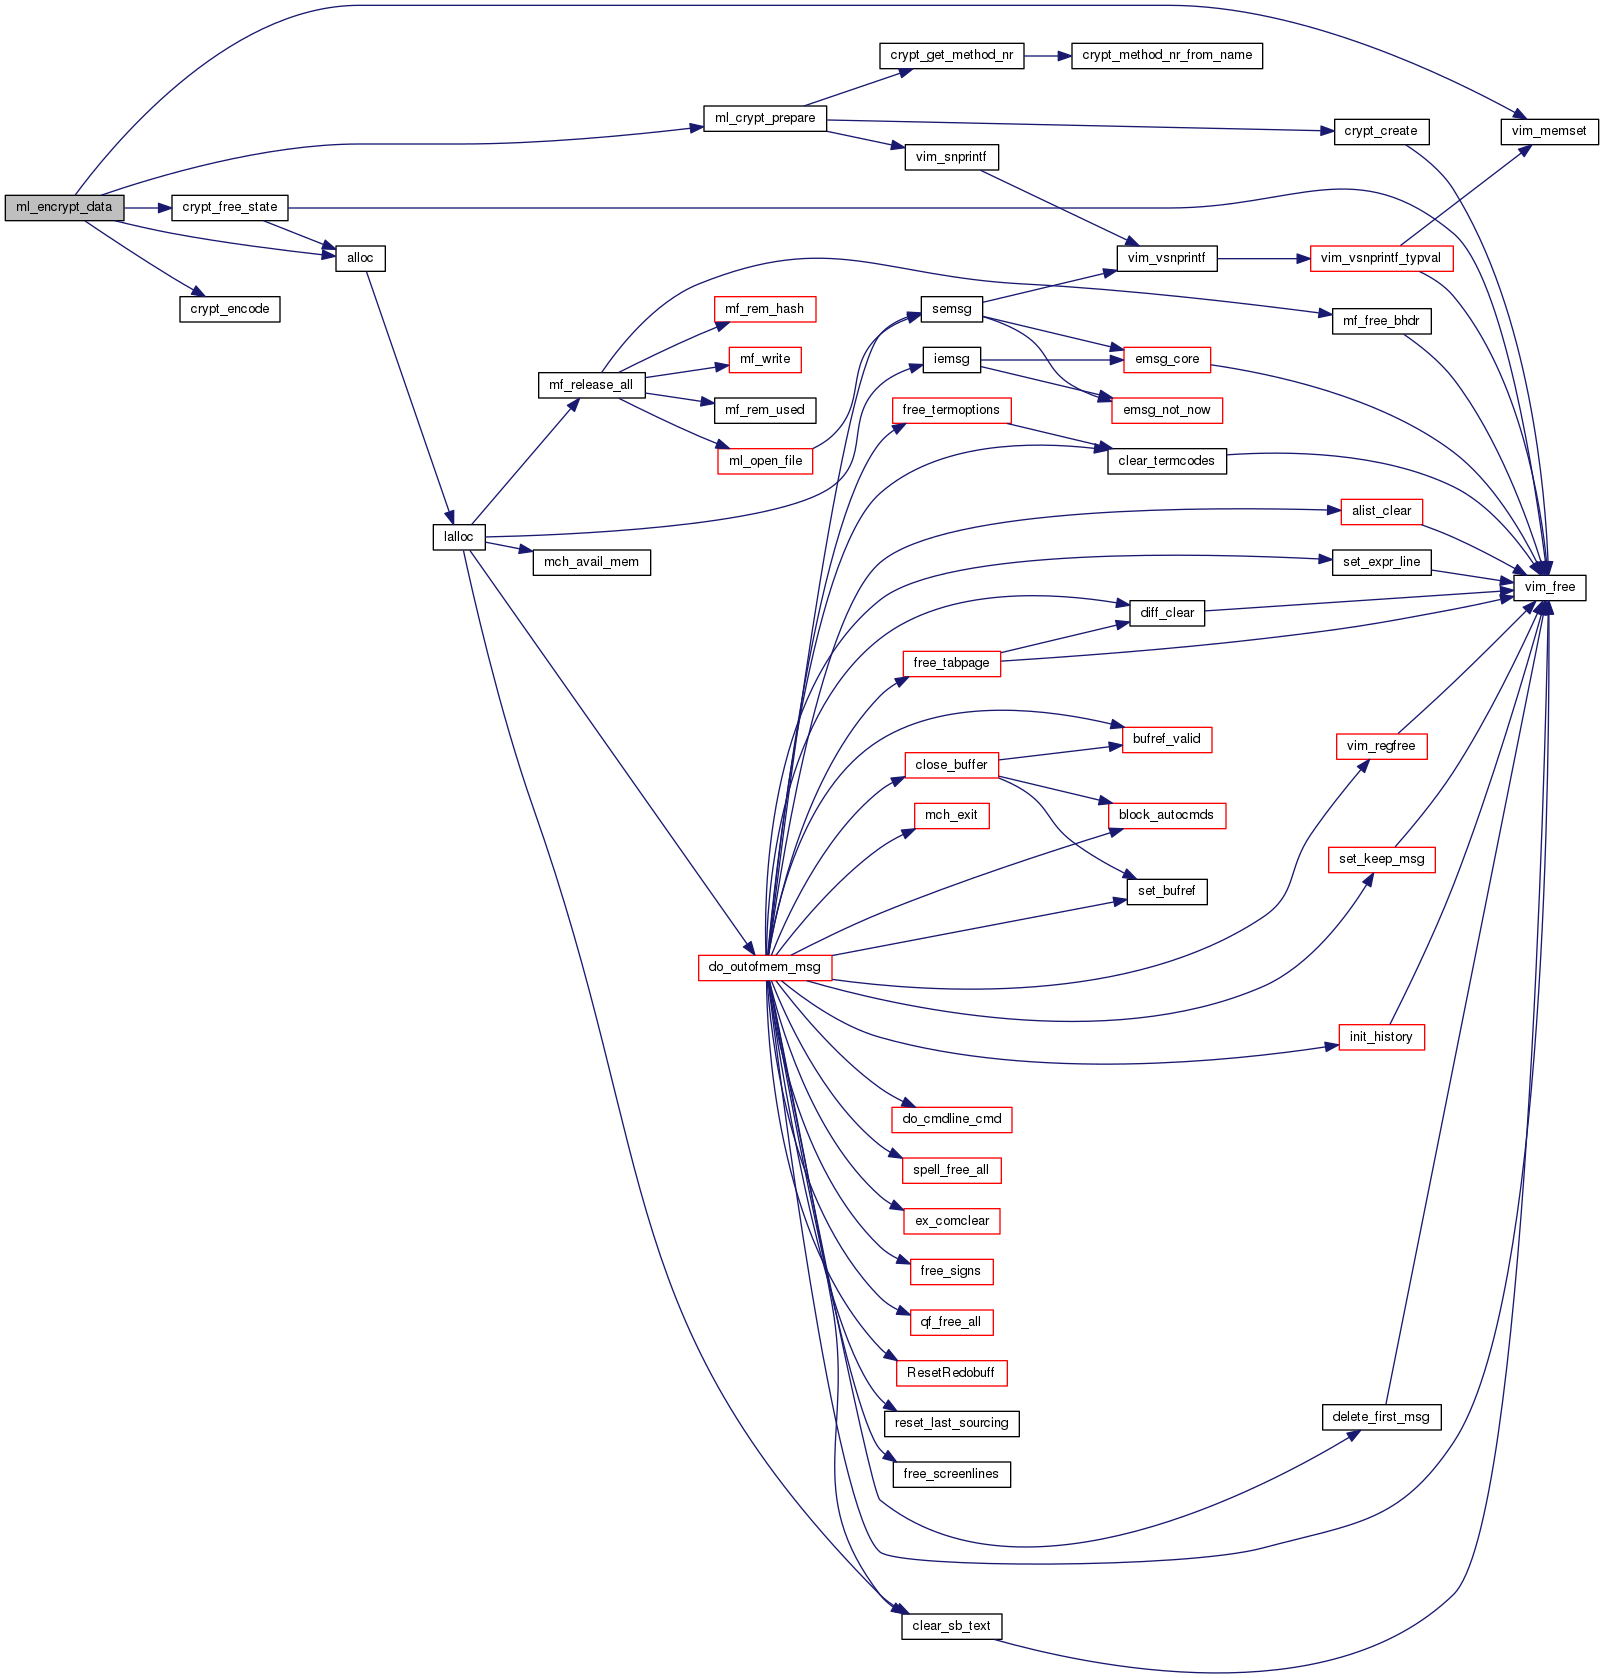 crypt_get_method_nr
crypt_method_nr_from_name
ml_crypt_prepare
crypt_create
vim_memset
vim_snprintf
ml_encrypt_data
crypt_free_state
alloc
vim_vsnprintf
vim_vsnprintf_typval
crypt_encode
mf_rem_hash
semsg
mf_free_bhdr
mf_write
iemsg
emsg_core
mf_release_all
mf_rem_used
free_termoptions
emsg_not_now
ml_open_file
clear_termcodes
alist_clear
lalloc
mch_avail_mem
set_expr_line
vim_free
diff_clear
free_tabpage
bufref_valid
vim_regfree
close_buffer
mch_exit
block_autocmds
set_keep_msg
set_bufref
do_outofmem_msg
init_history
do_cmdline_cmd
spell_free_all
ex_comclear
free_signs
qf_free_all
ResetRedobuff
delete_first_msg
reset_last_sourcing
free_screenlines
clear_sb_text